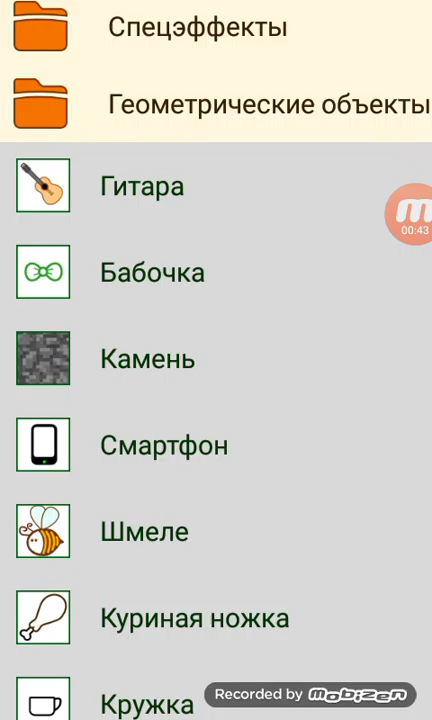 Спецэффекты
Геометрические объекты
Гитара
00:43
Бабочка
Камень
Смартфон
Шмеле
Куриная ножка
Кружка
Recorded by mobizen